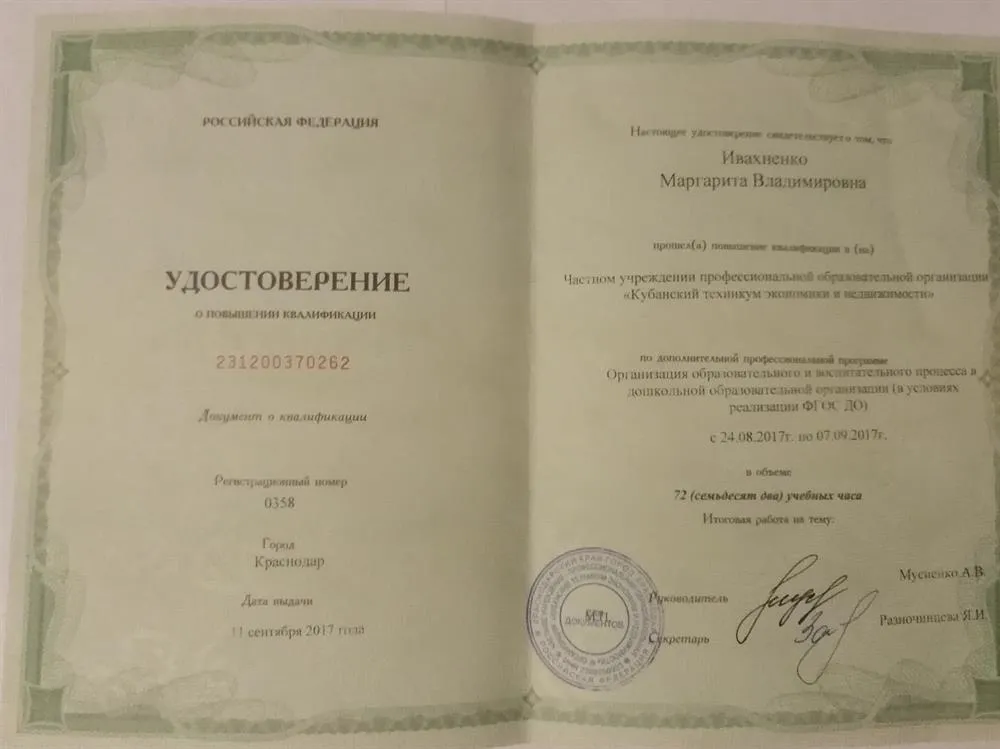 РОССИЙСКАЯ ФЕДЕРАЦИЯ
УДОСТОВЕРЕНИЕ
О ПОВЫШЕНИИ КВАЛИФИКАЦИИ
231200370262
Документ о квалификации
Регистрационный номер
0358
Город
Краснодар
Дата выдачи
11 сентября 2017 года
Настоящее удостоверение свидетельствует о том, что
Ивахненко
Маргарита Владимировна
прошел(а) повышение квалификации в (на)
Частном учреждении профессиональной образовательной организации
«Кубанский техникум экономики и недвижимости»
по дополнительной профессиональной программе
Организация образовательного и воспитательного процесса в
дошкольной образовательной организации (в условиях
реализации ФГОС ДО)
с 24.08.2017г. по 07.09.2017г.
в объеме
72 (семьдесят два) учебных часа
Итоговая работа на тему:
Руководитель
Мусиенко А.В.
Секретарь
Разночинцева Я.И.
М.П.
ДОКУМЕНТОВ
РОССИЙСКАЯ ФЕДЕРАЦИЯ